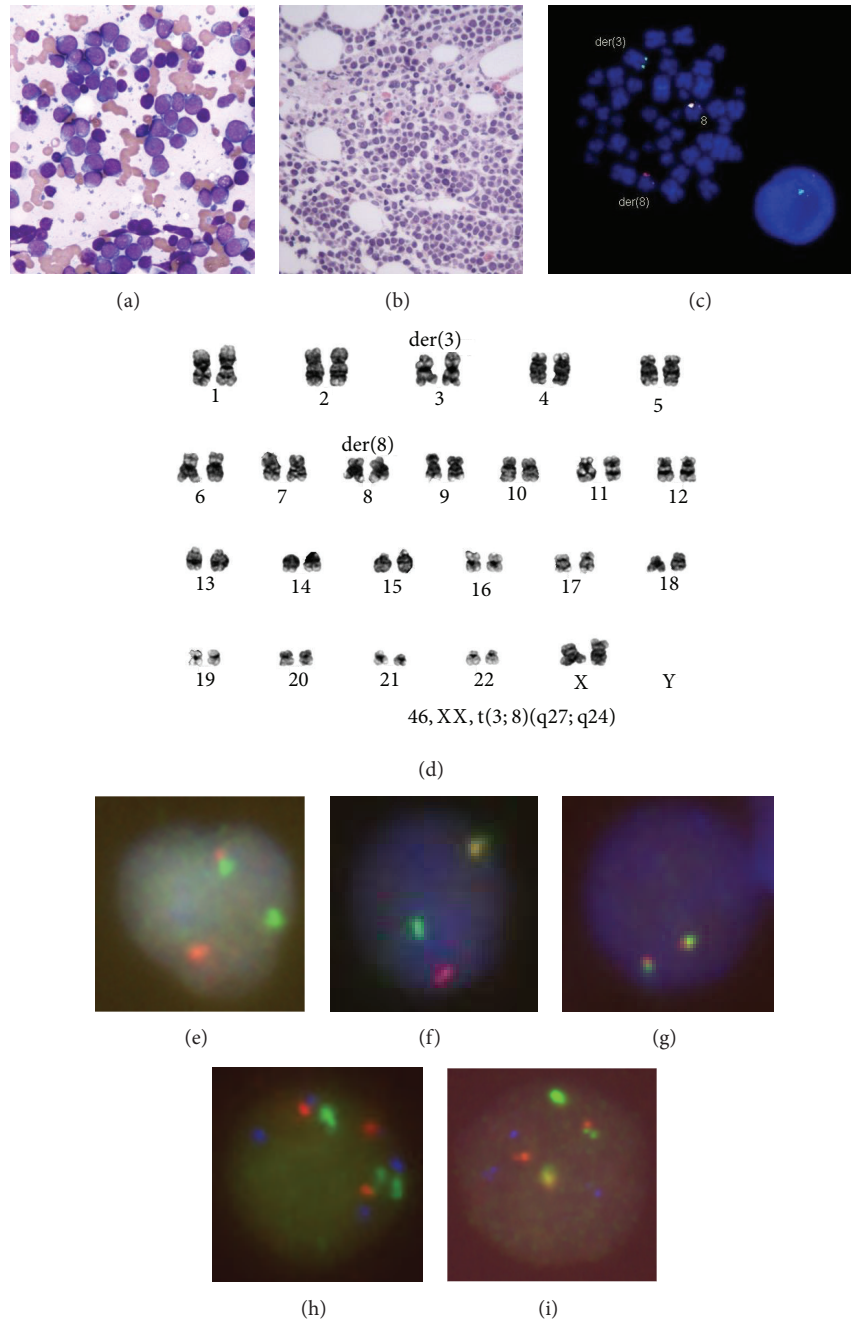 der(3)
8
der(8)
(a)
(b)
(c)
der(3)
1
2
3
4
5
der(8)
6
7
8
9
10
11
12
13
14
15
16
17
18
19
20
21
22
X
Y
46, XX, t(3; 8)(q27; q24)
(d)
(e)
(f)
(g)
(h)
(i)